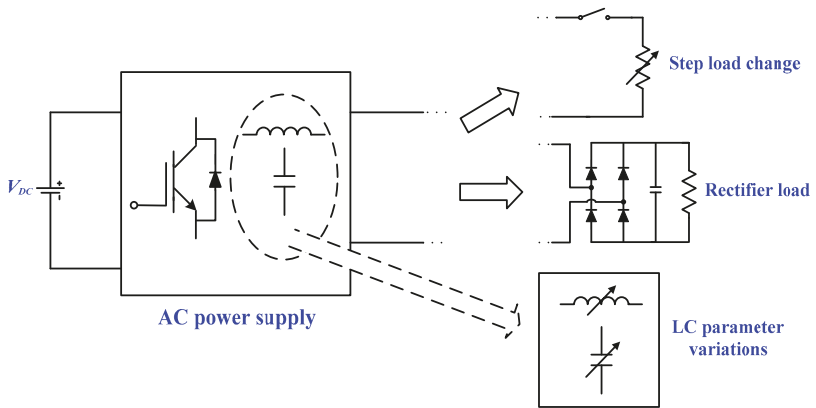 Step load change
V_DC
Rectifier load
AC power supply
LC parameter
variations